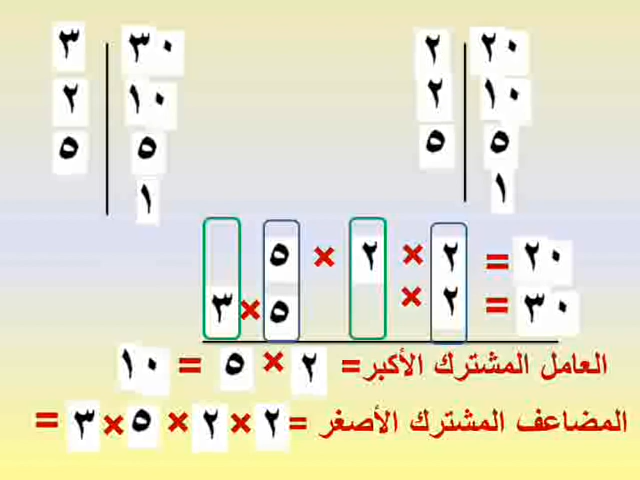 ٢ ٢٠
٢ ١٠
٥ ٥
١
٣ ٣٠
٢ ١٠
٥ ٥
١
٢٠ = ٢ × ٢ × ٥
٣٠ = ٢ × ٥ × ٣
العامل المشترك الأكبر = ٢ × ٥ = ١٠
المضاعف المشترك الأصغر = ٢ × ٢ × ٥ × ٣ =